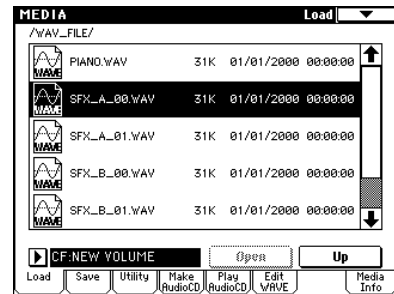 MEDIA Load
/WAV_FILE/
WAVE PIANO.WAV 31K 01/01/2000 00:00:00
WAVE SFX_A_00.WAV 31K 01/01/2000 00:00:00
WAVE SFX_A_01.WAV 31K 01/01/2000 00:00:00
WAVE SFX_B_00.WAV 31K 01/01/2000 00:00:00
WAVE SFX_B_01.WAV 31K 01/01/2000 00:00:00
CF:NEW VOLUME Open Up
Load Save Utility Make AudioCD Play AudioCD Edit WAVE Media Info